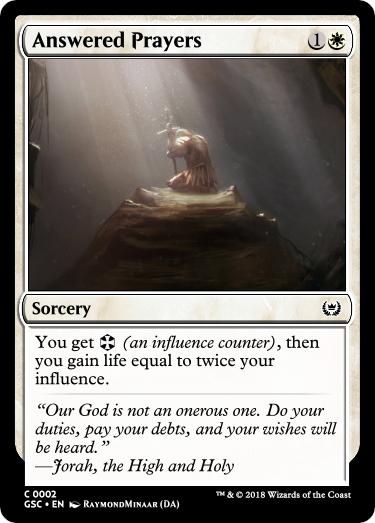 Answered Prayers 1
Sorcery
You get (an influence counter), then
you gain life equal to twice your
influence.
“Our God is not an onerous one. Do your
duties, pay your debts, and your wishes will
be heard.”
—Jorah, the High and Holy
C 0002
GSC • EN RaymondMinaar (DA)
™ & © 2018 Wizards of the Coast